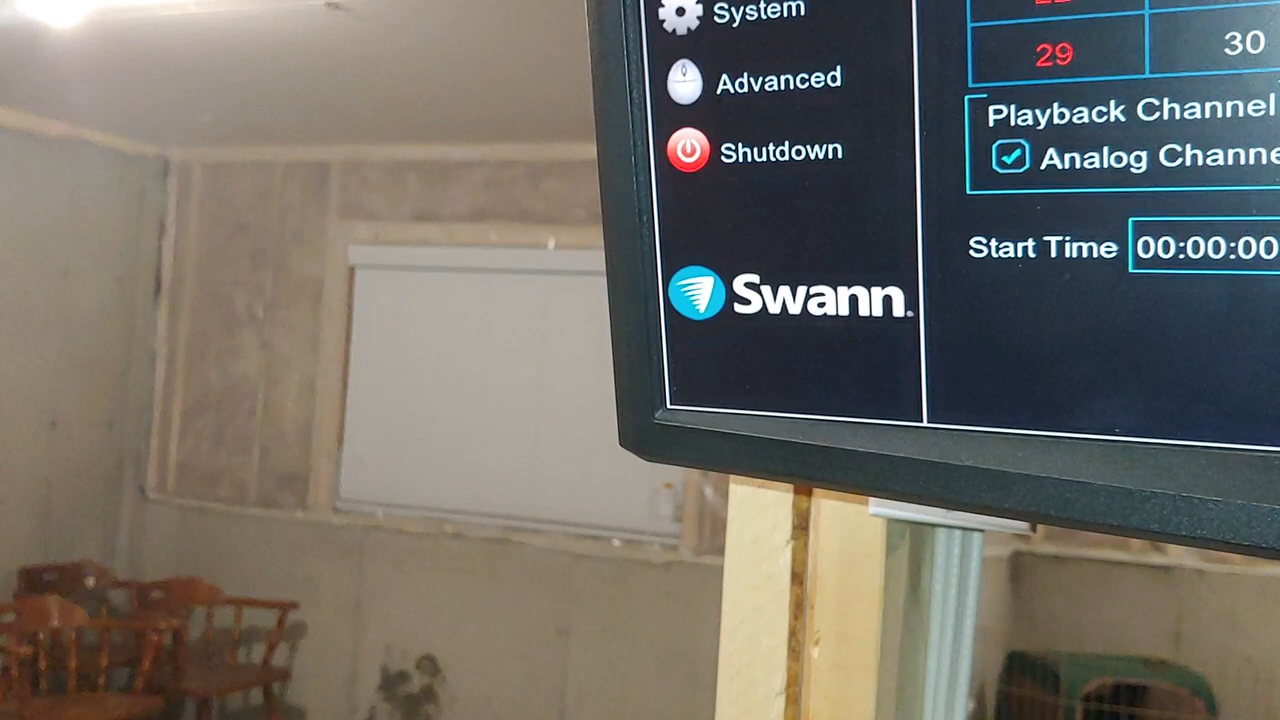 System
Advanced
Shutdown
Swann
29 30
Playback Channel
Analog Channe
Start Time 00:00:00